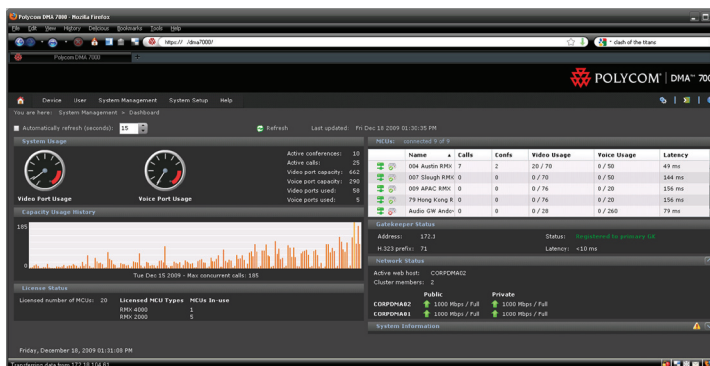 Polycom DMA 7000 - Mozilla Firefox
File Edit View History Delicious Bookmarks Tools Help
https:// /dma7000/
clash of the titans
Polycom DMA 7000
POLYCOM® | DMA™ 700
Device User System Management System Setup Help
You are here: System Management > Dashboard
Automatically refresh (seconds): 15 Refresh Last updated: Fri Dec 18 2009 01:30:35 PM
System Usage
Active conferences: 10
Active calls: 25
Video port capacity: 662
Voice port capacity: 290
Video ports used: 58
Voice ports used: 5
Video Port Usage Voice Port Usage
Capacity Usage History
185
0
Tue Dec 15 2009 - Max concurrent calls: 185
License Status
Licensed number of MCUs: 20 Licensed MCU Types MCUs In-use
RMX 4000 1
RMX 2000 5
MCUs: connected 9 of 9
Name Calls Confs Video Usage Voice Usage Latency
004 Austin RMX 7 2 20 / 70 0 / 50 49 ms
007 Slough RMX 0 0 0 / 70 0 / 50 144 ms
009 APAC RMX 0 0 0 / 76 0 / 20 156 ms
79 Hong Kong R 0 0 0 / 76 0 / 20 156 ms
Audio GW Andov 0 0 0 / 28 0 / 260 79 ms
Gatekeeper Status
Address: 172.3 Status: Registered to primary GK
H.323 prefix: 71 Latency: <10 ms
Network Status
Active web host: CORPDMA02
Cluster members: 2
Public Private
CORPDMA02 1000 Mbps / Full 1000 Mbps / Full
CORPDMA01 1000 Mbps / Full 1000 Mbps / Full
System Information
Friday, December 18, 2009 01:31:08 PM
Transferring data from 172.18.104.61